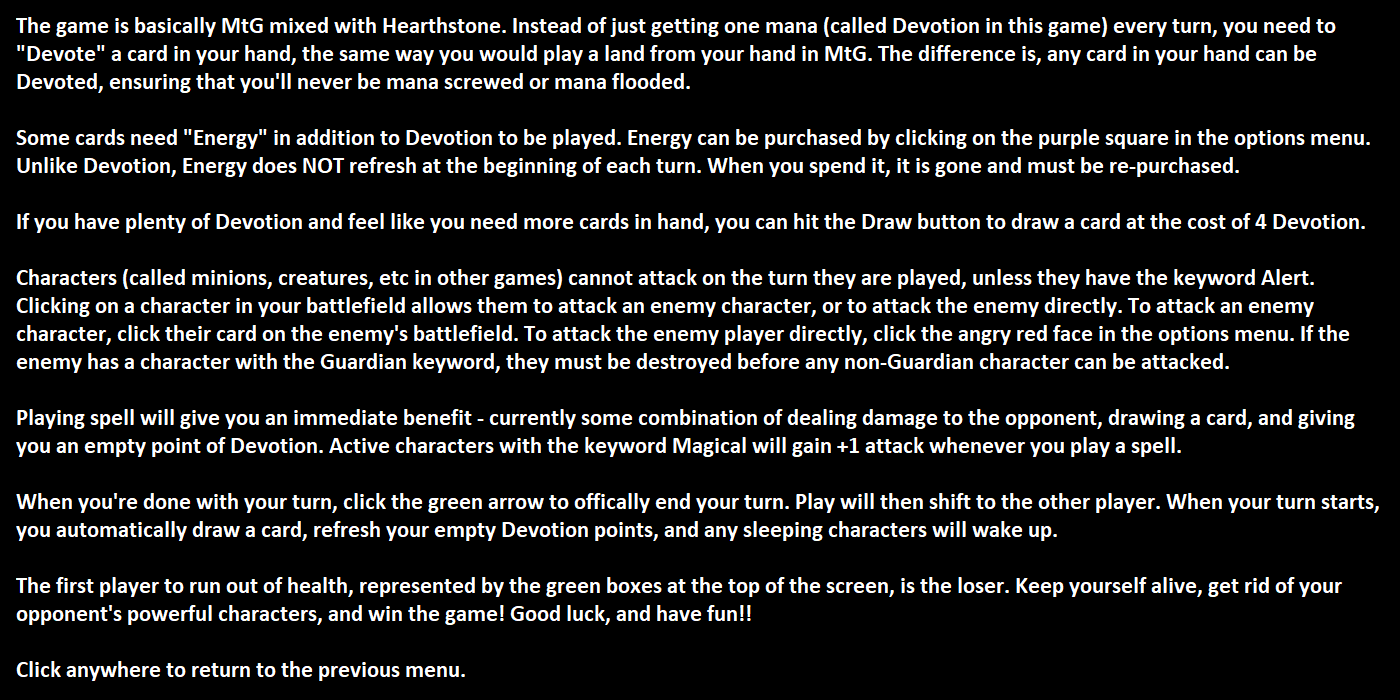 The game is basically MtG mixed with Hearthstone. Instead of just getting one mana (called Devotion in this game) every turn, you need to
"Devote" a card in your hand, the same way you would play a land from your hand in MtG. The difference is, any card in your hand can be
Devoted, ensuring that you'll never be mana screwed or mana flooded.
Some cards need "Energy" in addition to Devotion to be played. Energy can be purchased by clicking on the purple square in the options menu.
Unlike Devotion, Energy does NOT refresh at the beginning of each turn. When you spend it, it is gone and must be re-purchased.
If you have plenty of Devotion and feel like you need more cards in hand, you can hit the Draw button to draw a card at the cost of 4 Devotion.
Characters (called minions, creatures, etc in other games) cannot attack on the turn they are played, unless they have the keyword Alert.
Clicking on a character in your battlefield allows them to attack an enemy character, or to attack the enemy directly. To attack an enemy
character, click their card on the enemy's battlefield. To attack the enemy player directly, click the angry red face in the options menu. If the
enemy has a character with the Guardian keyword, they must be destroyed before any non-Guardian character can be attacked.
Playing spell will give you an immediate benefit - currently some combination of dealing damage to the opponent, drawing a card, and giving
you an empty point of Devotion. Active characters with the keyword Magical will gain +1 attack whenever you play a spell.
When you're done with your turn, click the green arrow to offically end your turn. Play will then shift to the other player. When your turn starts,
you automatically draw a card, refresh your empty Devotion points, and any sleeping characters will wake up.
The first player to run out of health, represented by the green boxes at the top of the screen, is the loser. Keep yourself alive, get rid of your
opponent's powerful characters, and win the game! Good luck, and have fun!!
Click anywhere to return to the previous menu.